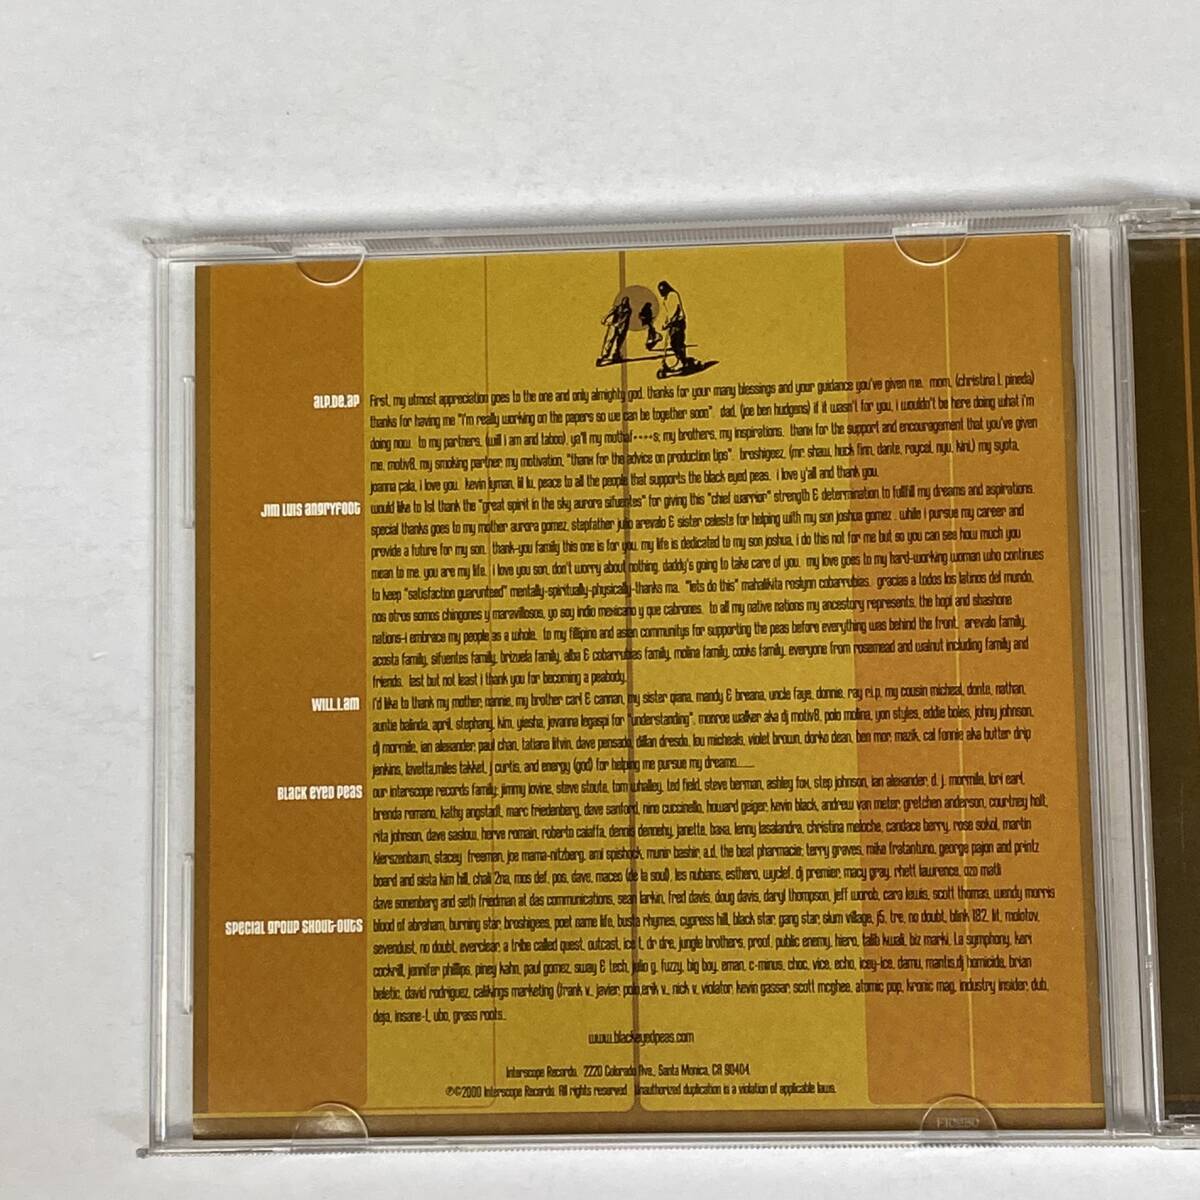 alp.de.ap
First, my utmost appreciation goes to the one and only almighty god. thanks for your many blessings and your guidance you've given me. mom, (christina l. pineda)
thanks for having me "i'm really working on the papers so we can be together soon". dad, (joe ben hudgens) if it wasn't for you, i wouldn't be here doing what i'm
doing now. to my partners, (will i am and taboo), ya'll my muthaf****s; my brothers, my inspirations. thanx for the support and encouragement that you've given
me, motiv8, my smoking partner, my motivation, "thanx for the advice on production tips". broshigeez, (mr. shaw, huck finn, dante, roycel, nyu, kini,) my syota,
joanna cala, i love you. kevin lyman, lil lu, peace to all the people that supports the black eyed peas. i love y'all and thank you.
Jim Luis angryfoot
would like to 1st thank the "great spirit in the sky aurora sifuentes" for giving this "chief warrior" strength & determination to fullfill my dreams and aspirations.
special thanks goes to my mother aurora gomez, stepfather julio arevalo & sister celeste for helping with my son joshua gomez . while i pursue my career and
provide a future for my son. thank-you family this one is for you. my life is dedicated to my son joshua, i do this not for me but so you can see how much you
mean to me. you are my life. i love you son, don't worry about nothing, daddy's going to take care of you. my love goes to my hard-working woman who continues
to keep "satisfaction guarunteed" mentally-spiritually-physically-thanks ma. "lets do this" mahalikita roslynn cobarrubias. gracias a todos los latinos del mundo,
nos otros somos chingones y maravillosos, yo soy indio mexicano y que cabrones. to all my native nations my ancestory represents, the hopi and shashone
nations-i embrace my people as a whole. to my fillipino and asian communitys for supporting the peas before everything was behind the front. arevalo family,
acosta family, sifuentes family, brizuela family, alba & cobarrubias family, molina family, cooks family, everyone from rosemead and walnut including family and
friends. last but not least i thank you for becoming a peabody.
WILL.I.am
i'd like to thank my mother, nannie, my brother carl & cannan, my sister qiana, mandy & breana, uncle faye, donnie, ray r.i.p, my cousin micheal, donte, nathan,
auntie balinda, april, stephany, kim, yiesha, jovanna legaspi for "understanding". monroe walker aka dj motiv8, polo molina, yon styles, eddie boles, johny johnson,
dj mormile, ian alexander, paul chan, tatiana litvin, dave pensado, dillan dresdo, lou micheals, violet brown, dorko dean, ben mor, mazik, cal fonnie aka butter drip
jenkins, lavetta,miles takket, j curtis, and energy (god) for helping me pursue my dreams........
BLack eyed peas
our interscope records family: jimmy iovine, steve stoute, tom whalley, ted field, steve berman, ashley fox, step johnson, ian alexander, d. j. mormille, lori earl,
brenda romano, kathy angstadt, marc friedenberg, dave sanford, nino cuccinello, howard geiger, kevin black, andrew van meter, gretchen anderson, courtney holt,
rita johnson, dave saslow, herve romain, roberto caiaffa, dennis dennehy, janette, baxa, lenny lasalandra, christina meloche, candace berry, rose sokol, martin
kierszenbaum, stacey freeman, joe mama-nitzberg, ami spishock, munir bashir, a.d, the beat pharmacie; terry graves, mika fratantuno, george pajon and printz
board and sista kim hill, chali 2na, mos def, pos, dave, maceo (de la soul), les nubians, esthero, wyclef, dj premier, macy gray, rhett lawrence, ozo matli
dave sonenberg and seth friedman at das communications, sean larkin, fred davis, doug davis, daryl thompson, jeff worob, cara lewis, scott thomas, wendy morris
special group shout-outs
blood of abraham, burning star, broshigees, poet name life, busta rhymes, cypress hill, black star, gang star, slum village, j5, tre, no doubt, blink 182, lit, molotov,
sevendust, no doubt, everclear, a tribe called quest, outcast, ice t, dr dre, jungle brothers, proof, public enemy, hiero, talib kwali, biz marki, l.a symphony, keri
cockrill, jennifer phillips, piney kahn, paul gomez, sway & tech, julio g, fuzzy, big boy, eman, c-minus, choc, vice, echo, icey-ice, damu, mantis,dj homicide, brian
beletic, david rodriguez, calikings marketing (frank v., javier, polo,erik v., nick v., violator, kevin gassar, scott mcghee, atomic pop, kronic mag, industry insider, dub,
deja, insane-t, ubo, grass roots...
www.blackeyedpeas.com
Interscope Records, 2220 Colorado Ave., Santa Monica, CA 90404
℗©2000 Interscope Records. All rights reserved. Unauthorized duplication is a violation of applicable laws.